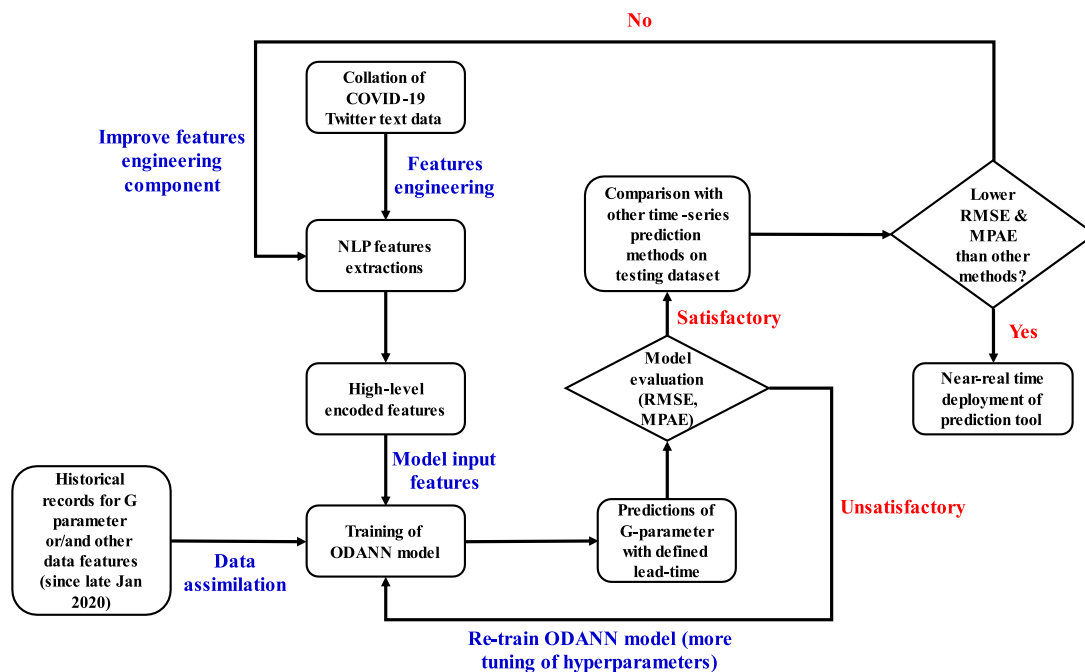 No
Collation of
COVID-19
Twitter text data
Improve features
engineering
component
Features
engineering
NLP features
extractions
High-level
encoded features
Model input
features
Historical
records for G
parameter
or/and other
data features
(since late Jan
2020)
Data
assimilation
Training of
ODANN model
Predictions of
G-parameter
with defined
lead-time
Model
evaluation
(RMSE,
MPAE)
Satisfactory
Unsatisfactory
Re-train ODANN model (more
tuning of hyperparameters)
Comparison with
other time-series
prediction
methods on
testing dataset
Lower
RMSE &
MPAE
than other
methods?
Yes
Near-real time
deployment of
prediction tool